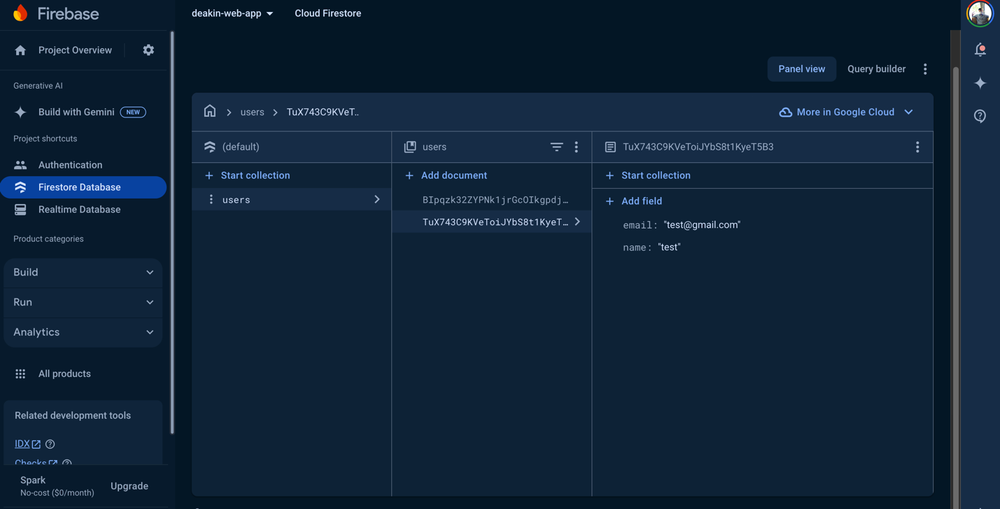 Firebase
deakin-web-app
Cloud Firestore
Project Overview
Generative AI
Build with Gemini NEW
Project shortcuts
Authentication
Firestore Database
Realtime Database
Product categories
Build
Run
Analytics
All products
Related development tools
IDX
Checks
Spark
No-cost ($0/month)
Upgrade
Panel view
Query builder
users
TuX743C9KVeT..
More in Google Cloud
(default)
Start collection
users
users
Add document
BIpqzk32ZYPNk1jrGcOIkgpdj…
TuX743C9KVeToiJYbS8t1KyeT…
TuX743C9KVeToiJYbS8t1KyeT5B3
Start collection
Add field
email: "test@gmail.com"
name: "test"